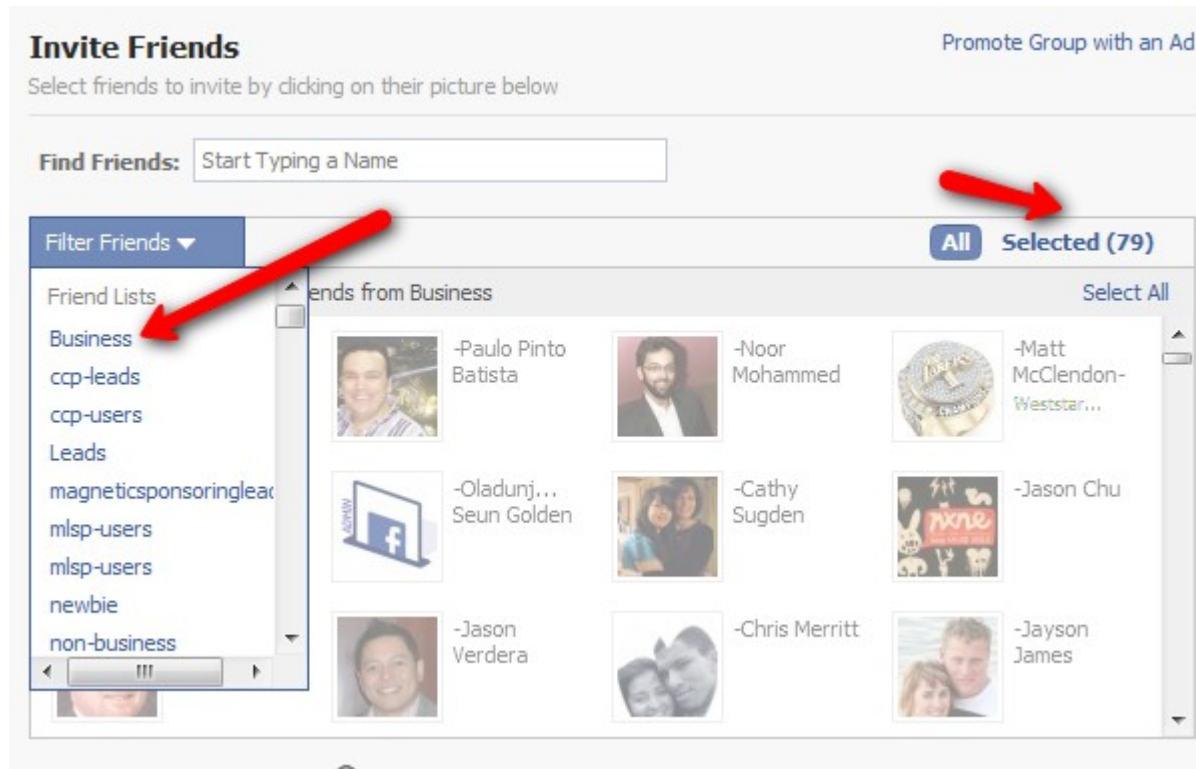 Invite Friends
Promote Group with an Ad
Select friends to invite by clicking on their picture below
Find Friends: Start Typing a Name
Filter Friends
All Selected (79)
Friend Lists
ends from Business
Select All
Business
ccp-leads
ccp-users
Leads
magneticsponsoringleac
mlsp-users
mlsp-users
newbie
non-business
-Paulo Pinto
Batista
-Noor
Mohammed
-Matt
McClendon-
Weststar...
-Oladunj...
Seun Golden
-Cathy
Sugden
-Jason Chu
-Jason
Verdera
-Chris Merritt
-Jayson
James
ADMIN
nxne